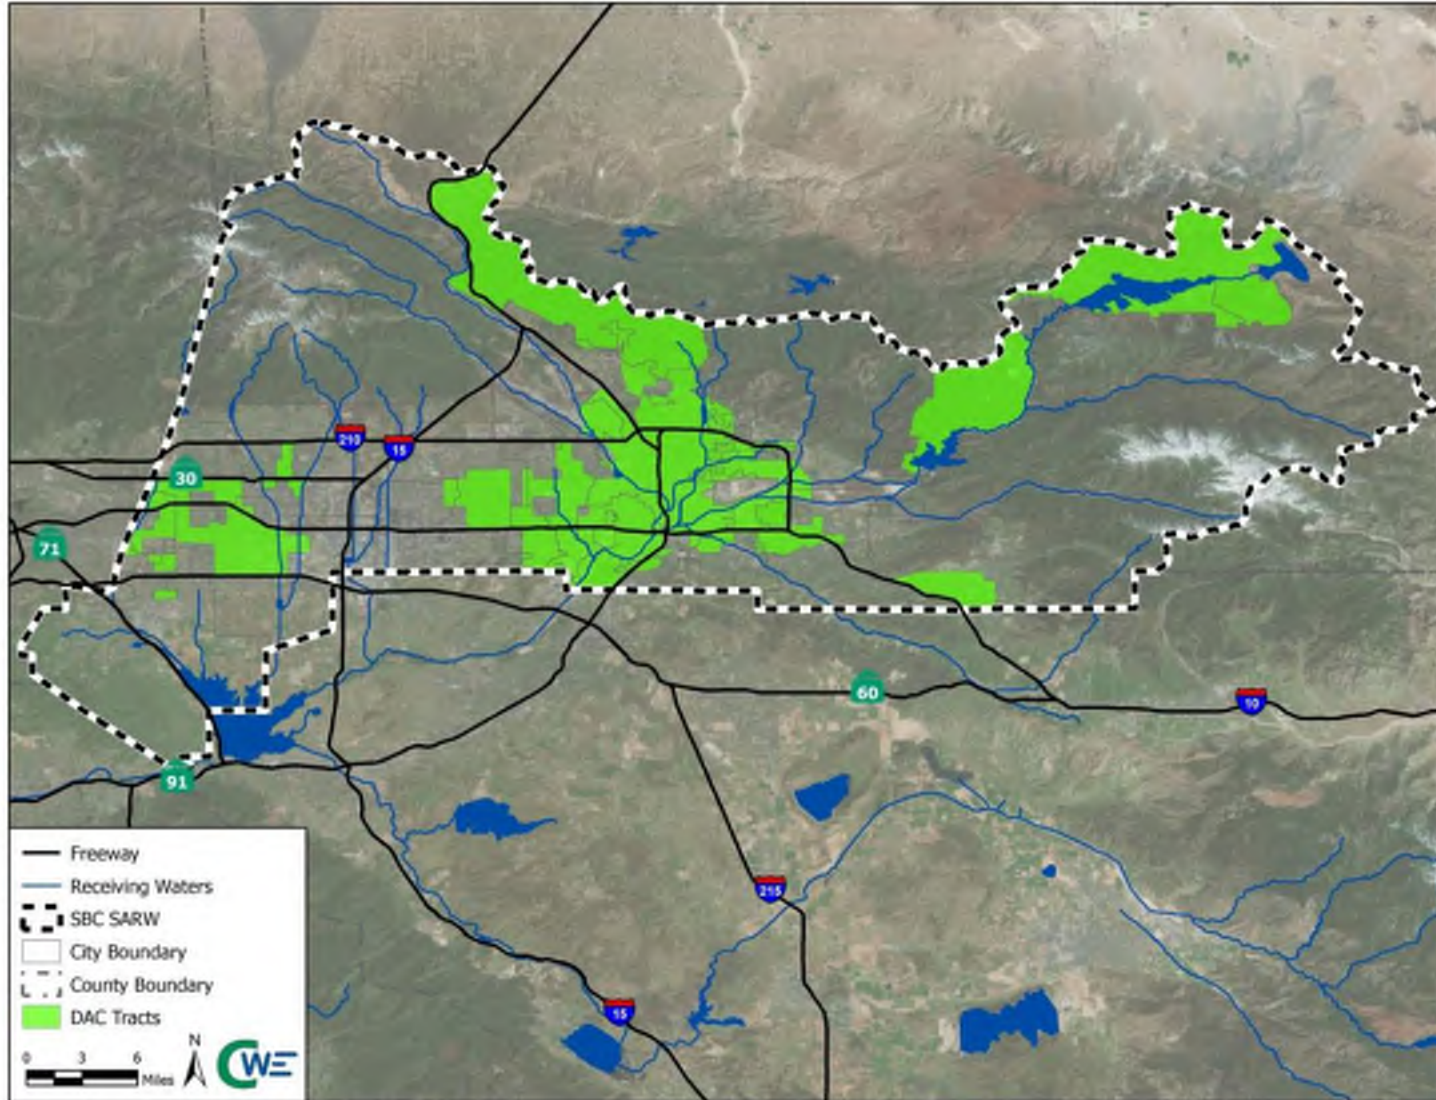 210
15
30
71
60
10
91
Freeway
Receiving Waters
SBC SARW
City Boundary
County Boundary
DAC Tracts
215
15
N
0 3 6
Miles
CWE